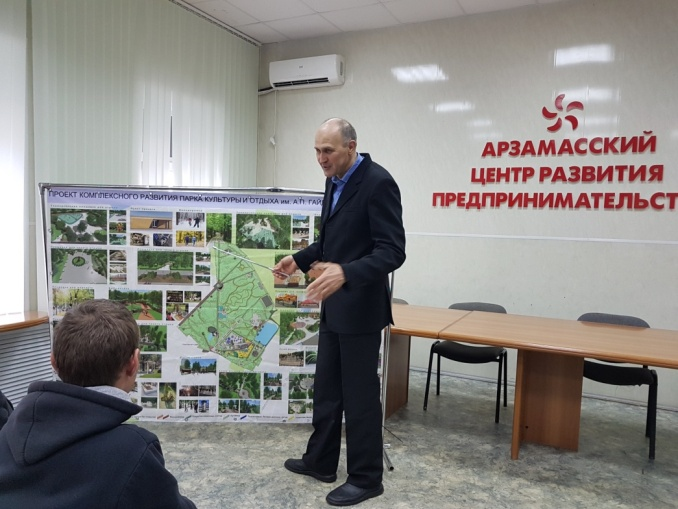 АРЗАМАССКИЙ
ЦЕНТР РАЗВИТИЯ
ПРЕДПРИНИМАТЕЛЬСТ
ПРОЕКТ КОМПЛЕКСНОГО РАЗВИТИЯ ПАРКА КУЛЬТУРЫ И ОТДЫХА им. А.П. ГАЙ